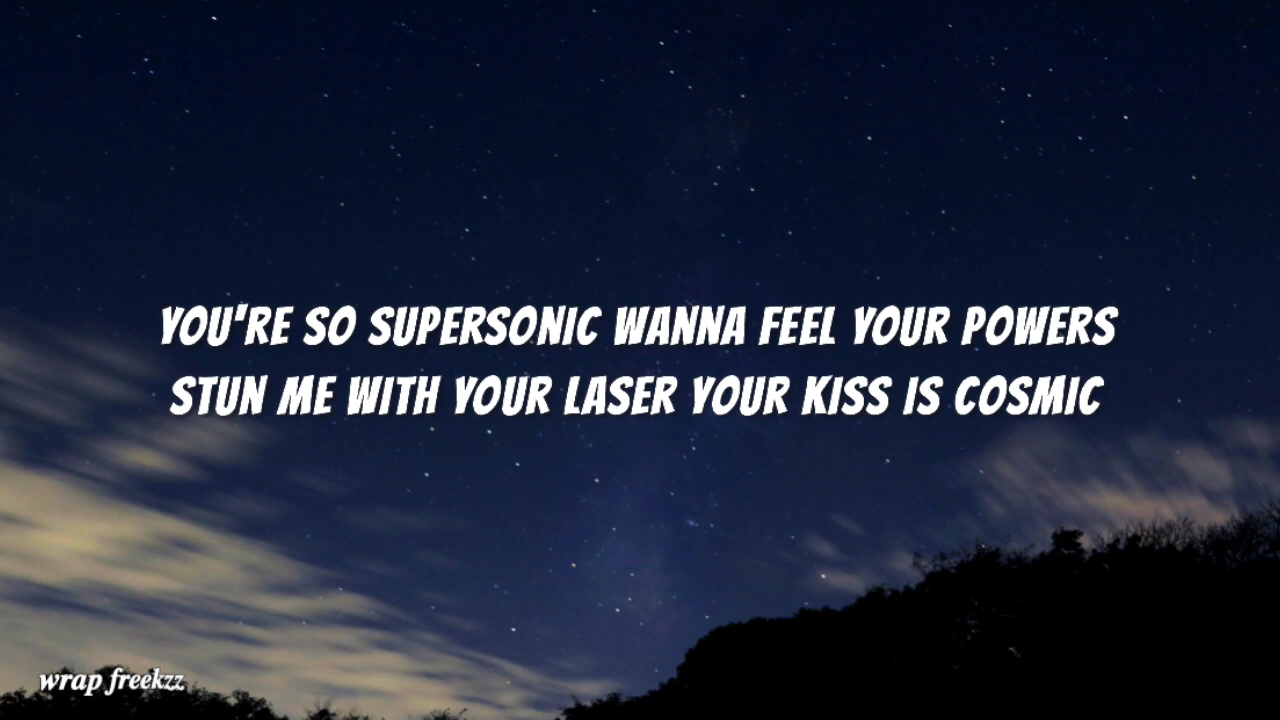 YOU'RE SO SUPERSONIC WANNA FEEL YOUR POWERS
STUN ME WITH YOUR LASER YOUR KISS IS COSMIC
wrap freekzz